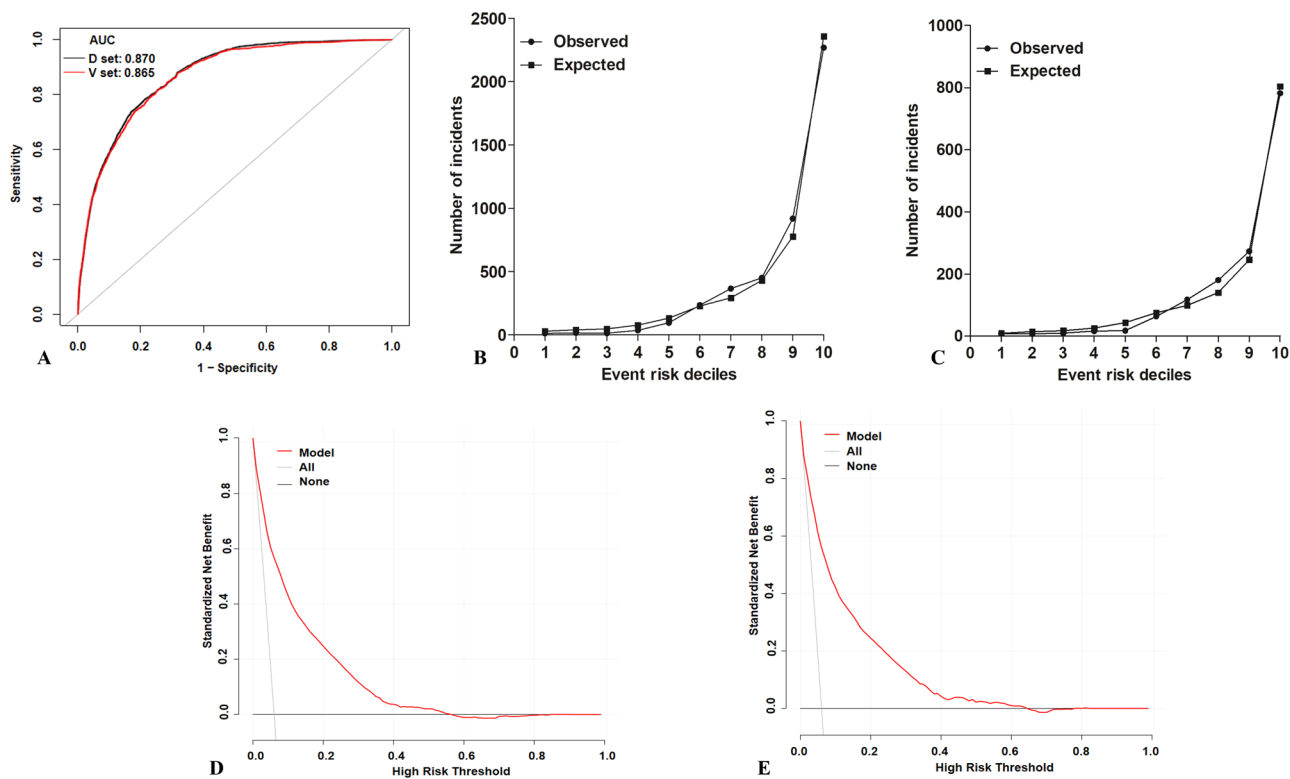 AUC
D set: 0.870
V set: 0.865
Sensitivity
0.0 0.2 0.4 0.6 0.8 1.0
0.0 0.2 0.4 0.6 0.8 1.0
1 − Specificity
A
Observed
Expected
Number of incidents
2500
2000
1500
1000
500
0
0 1 2 3 4 5 6 7 8 9 10
Event risk deciles
B
Observed
Expected
Number of incidents
1000
800
600
400
200
0
0 1 2 3 4 5 6 7 8 9 10
Event risk deciles
C
Model
All
None
Standardized Net Benefit
0.0 0.2 0.4 0.6 0.8 1.0
0.0 0.2 0.4 0.6 0.8 1.0
High Risk Threshold
D
Model
All
None
Standardized Net Benefit
0.0 0.2 0.4 0.6 0.8 1.0
0.0 0.2 0.4 0.6 0.8 1.0
High Risk Threshold
E